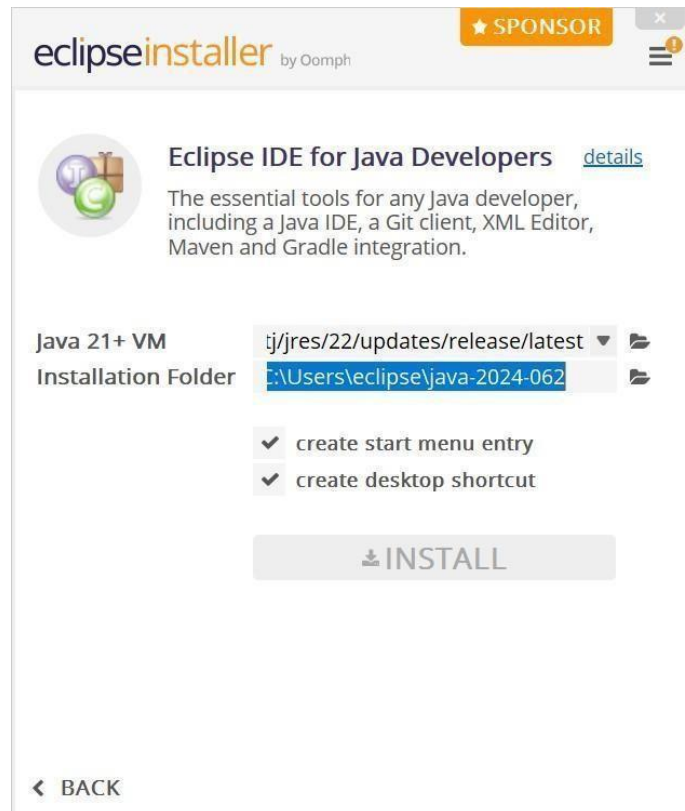 ★ SPONSOR
eclipseinstaller by Oomph
Eclipse IDE for Java Developers details
The essential tools for any Java developer,
including a Java IDE, a Git client, XML Editor,
Maven and Gradle integration.
Java 21+ VM tj/jres/22/updates/release/latest
Installation Folder C:\Users\eclipse\java-2024-062
create start menu entry
create desktop shortcut
INSTALL
BACK